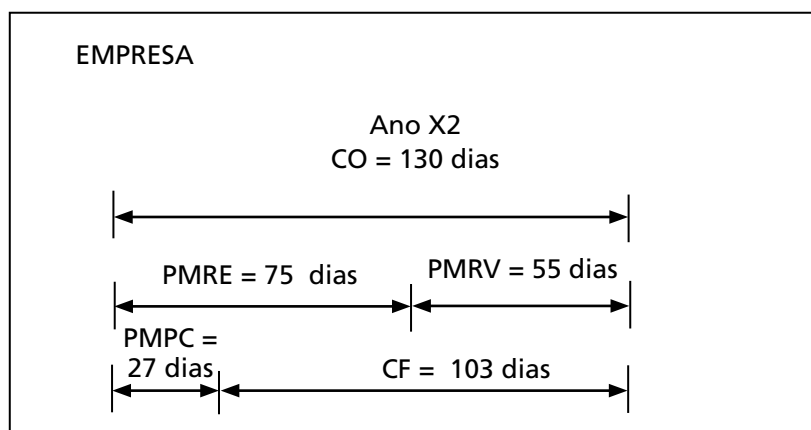 EMPRESA
Ano X2
CO = 130 dias
PMRE = 75 dias
PMRV = 55 dias
PMPC =
27 dias
CF = 103 dias